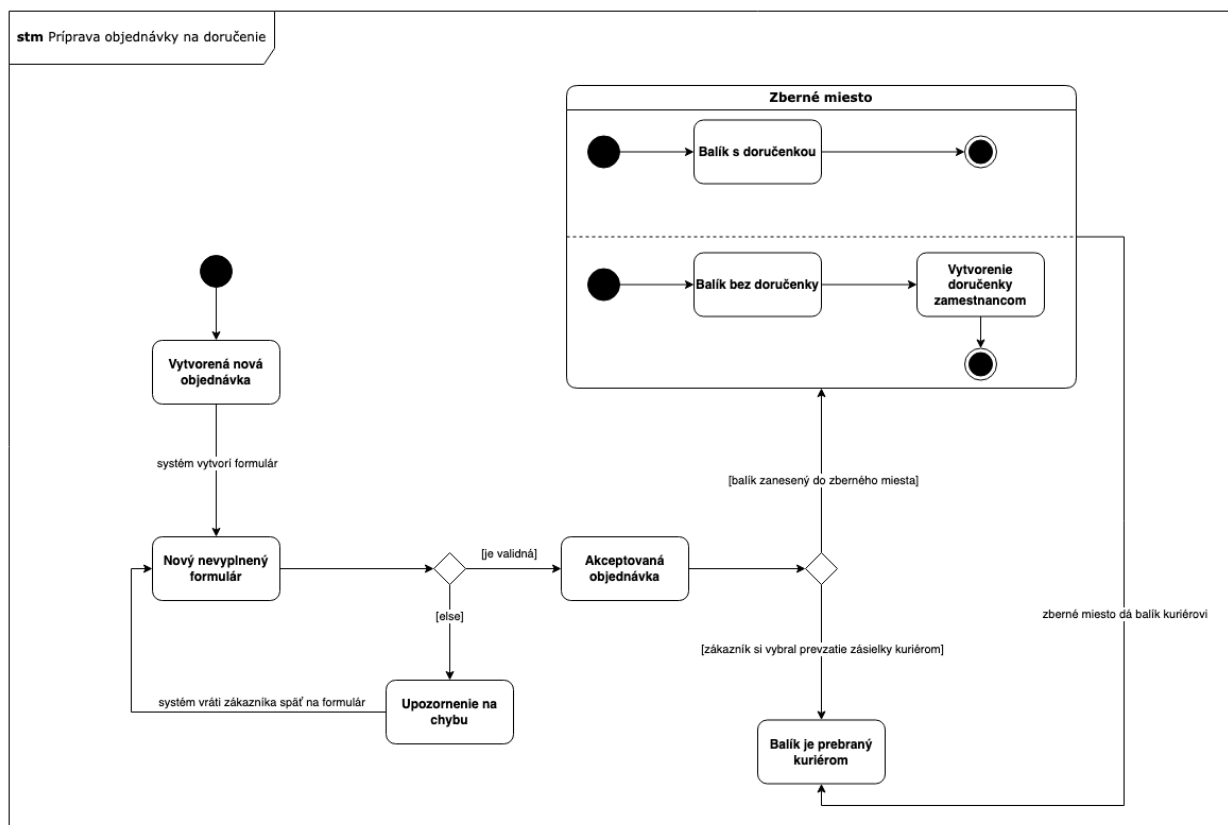 stm Príprava objednávky na doručenie
Zberné miesto
Balík s doručenkou
Balík bez doručenky
Vytvorenie
doručenky
zamestnancom
Vytvorená nová
objednávka
systém vytvorí formulár
[balík zanesený do zberného miesta]
Nový nevyplnený
formulár
[je validná]
Akceptovaná
objednávka
[else]
zberné miesto dá balík kuriérovi
[zákazník si vybral prevzatie zásielky kuriérom]
systém vráti zákazníka späť na formulár
Upozornenie na
chybu
Balík je prebraný
kuriérom